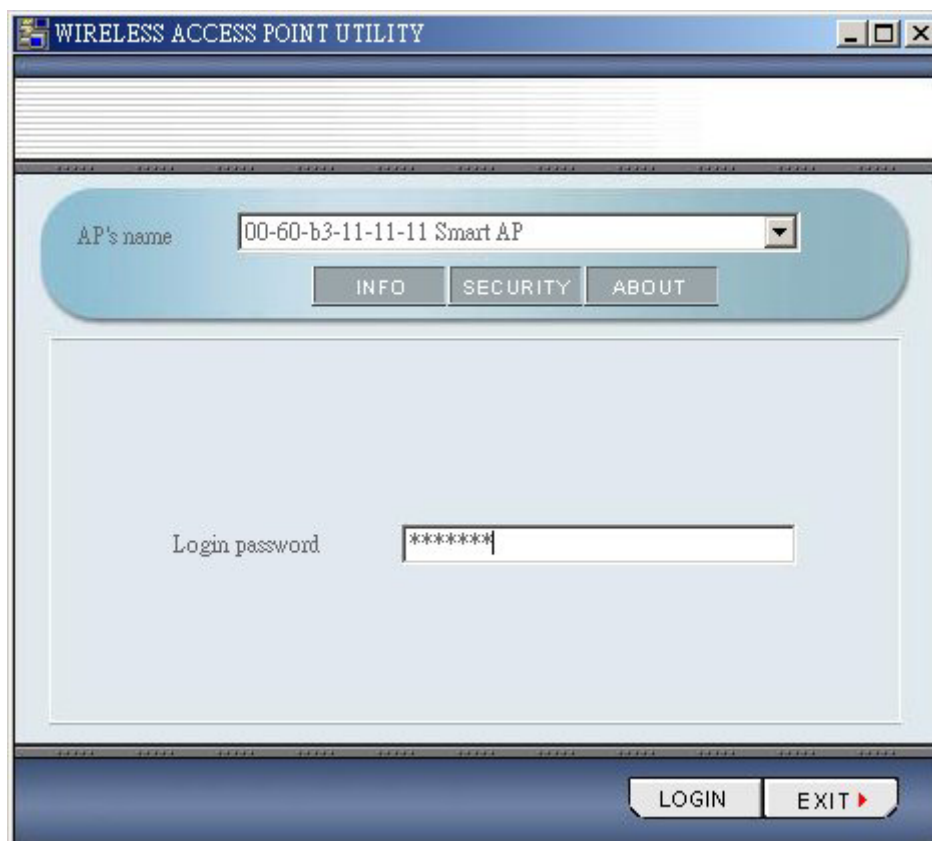 WIRELESS ACCESS POINT UTILITY
AP's name
00-60-b3-11-11-11 Smart AP
INFO SECURITY ABOUT
Login password
*******
LOGIN EXIT